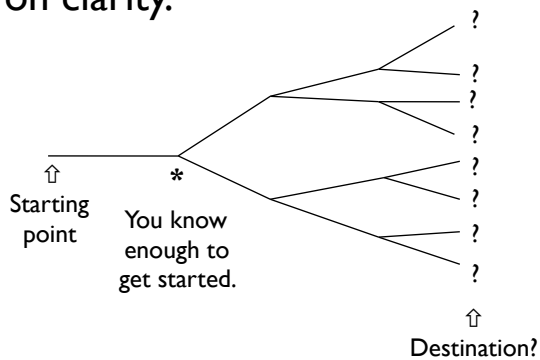 on clarity.
?
?
?
?
?
?
?
?
⇧
Starting
point
*
You know
enough to
get started.
⇧
Destination?